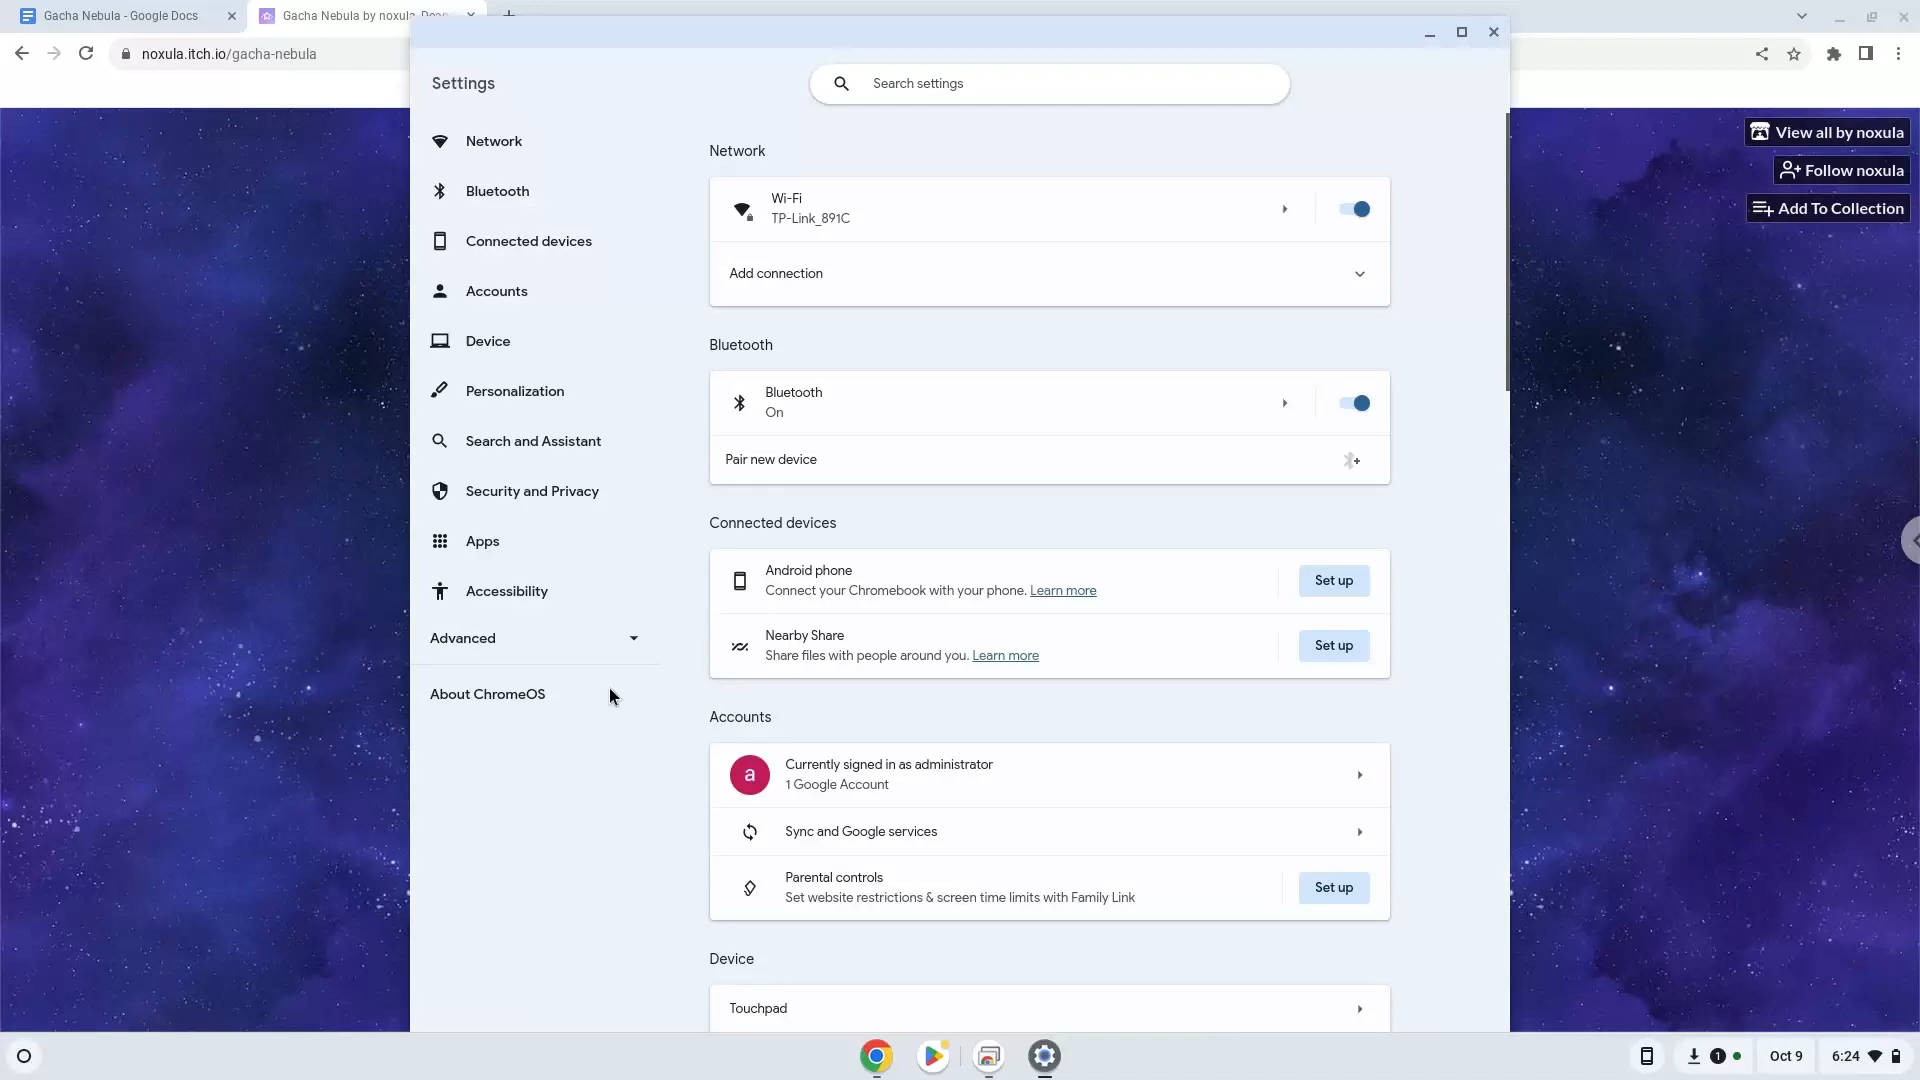 Gacha Nebula - Google Docs
Gacha Nebula by noxula, Dear
noxula.itch.io/gacha-nebula
Settings
Search settings
Network
Bluetooth
Connected devices
Accounts
Device
Personalization
Search and Assistant
Security and Privacy
Apps
Accessibility
Advanced
About ChromeOS
Network
Wi-Fi
TP-Link_891C
Add connection
Bluetooth
Bluetooth
On
Pair new device
Connected devices
Android phone
Connect your Chromebook with your phone. Learn more
Set up
Nearby Share
Share files with people around you. Learn more
Set up
Accounts
a
Currently signed in as administrator
1 Google Account
Sync and Google services
Parental controls
Set website restrictions & screen time limits with Family Link
Set up
Device
Touchpad
View all by noxula
Follow noxula
Add To Collection
1
Oct 9
6:24